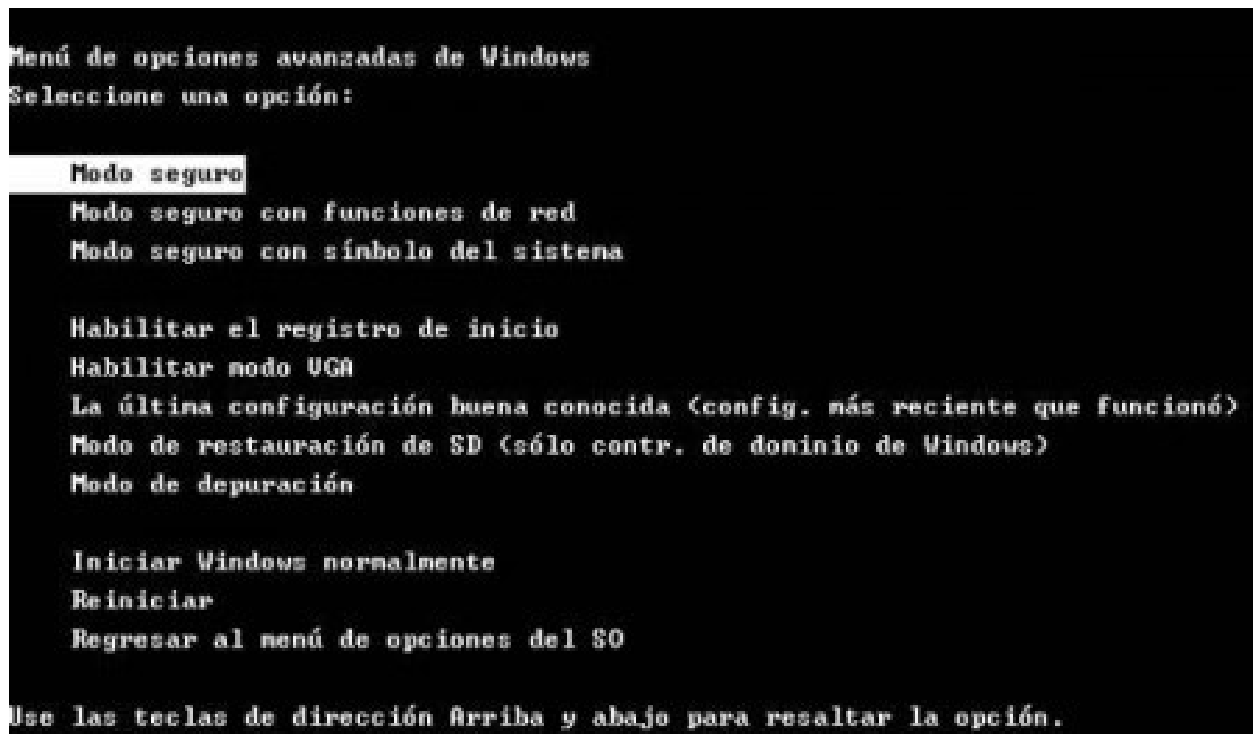 Menú de opciones avanzadas de Windows
Seleccione una opción:
Modo seguro
Modo seguro con funciones de red
Modo seguro con símbolo del sistema
Habilitar el registro de inicio
Habilitar modo VGA
La última configuración buena conocida (config. más reciente que funcionó)
Modo de restauración de SD (sólo contr. de dominio de Windows)
Modo de depuración
Iniciar Windows normalmente
Reiniciar
Regresar al menú de opciones del SO
Use las teclas de dirección Arriba y abajo para resaltar la opción.